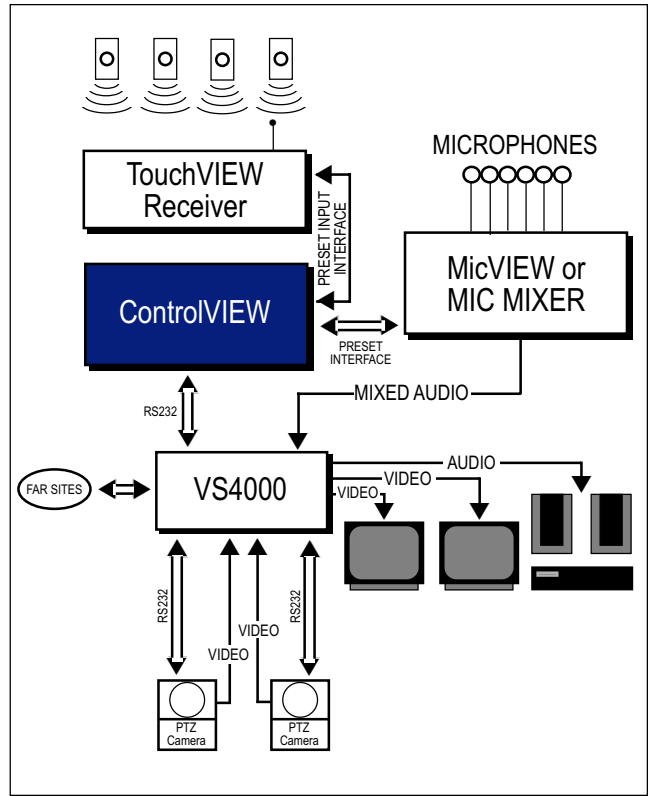 MICROPHONES
TouchVIEW
Receiver
PRESET INPUT
INTERFACE
MicVIEW or
MIC MIXER
ControlVIEW
PRESET
INTERFACE
MIXED AUDIO
RS232
FAR SITES
VS4000
AUDIO
VIDEO
VIDEO
RS232
VIDEO
VIDEO
RS232
PTZ
Camera
PTZ
Camera